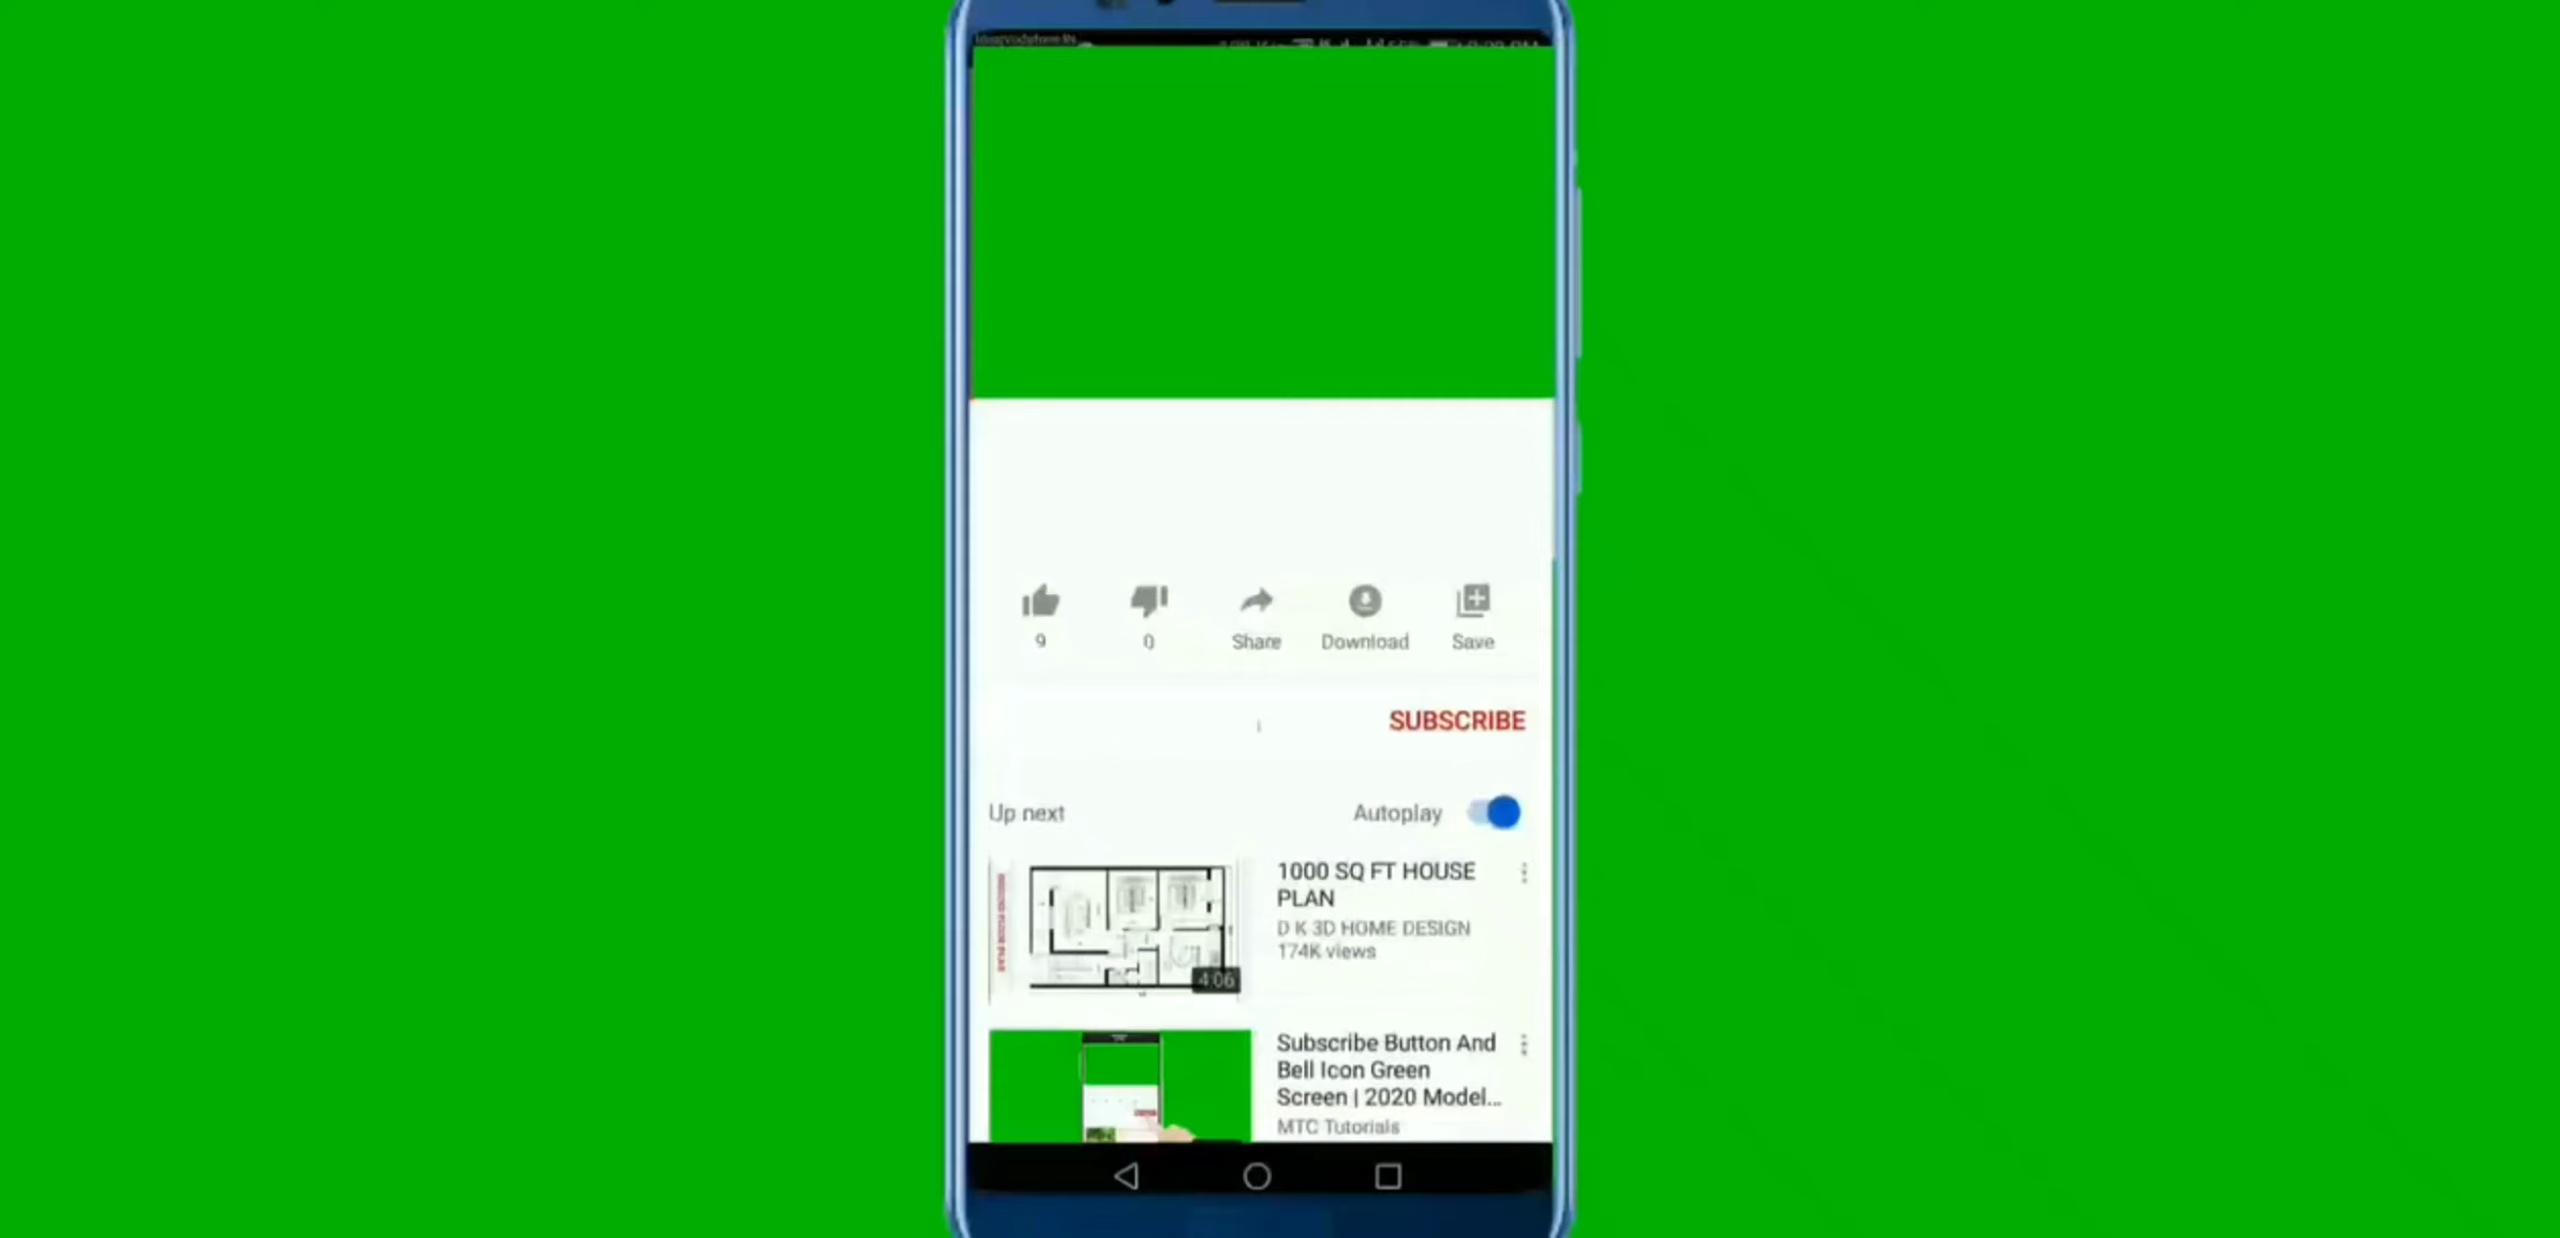 9
0
Share
Download
Save
SUBSCRIBE
Up next
Autoplay
1000 SQ FT HOUSE
PLAN
D K 3D HOME DESIGN
174K views
4:06
Subscribe Button And
Bell Icon Green
Screen | 2020 Model...
MTC Tutorials